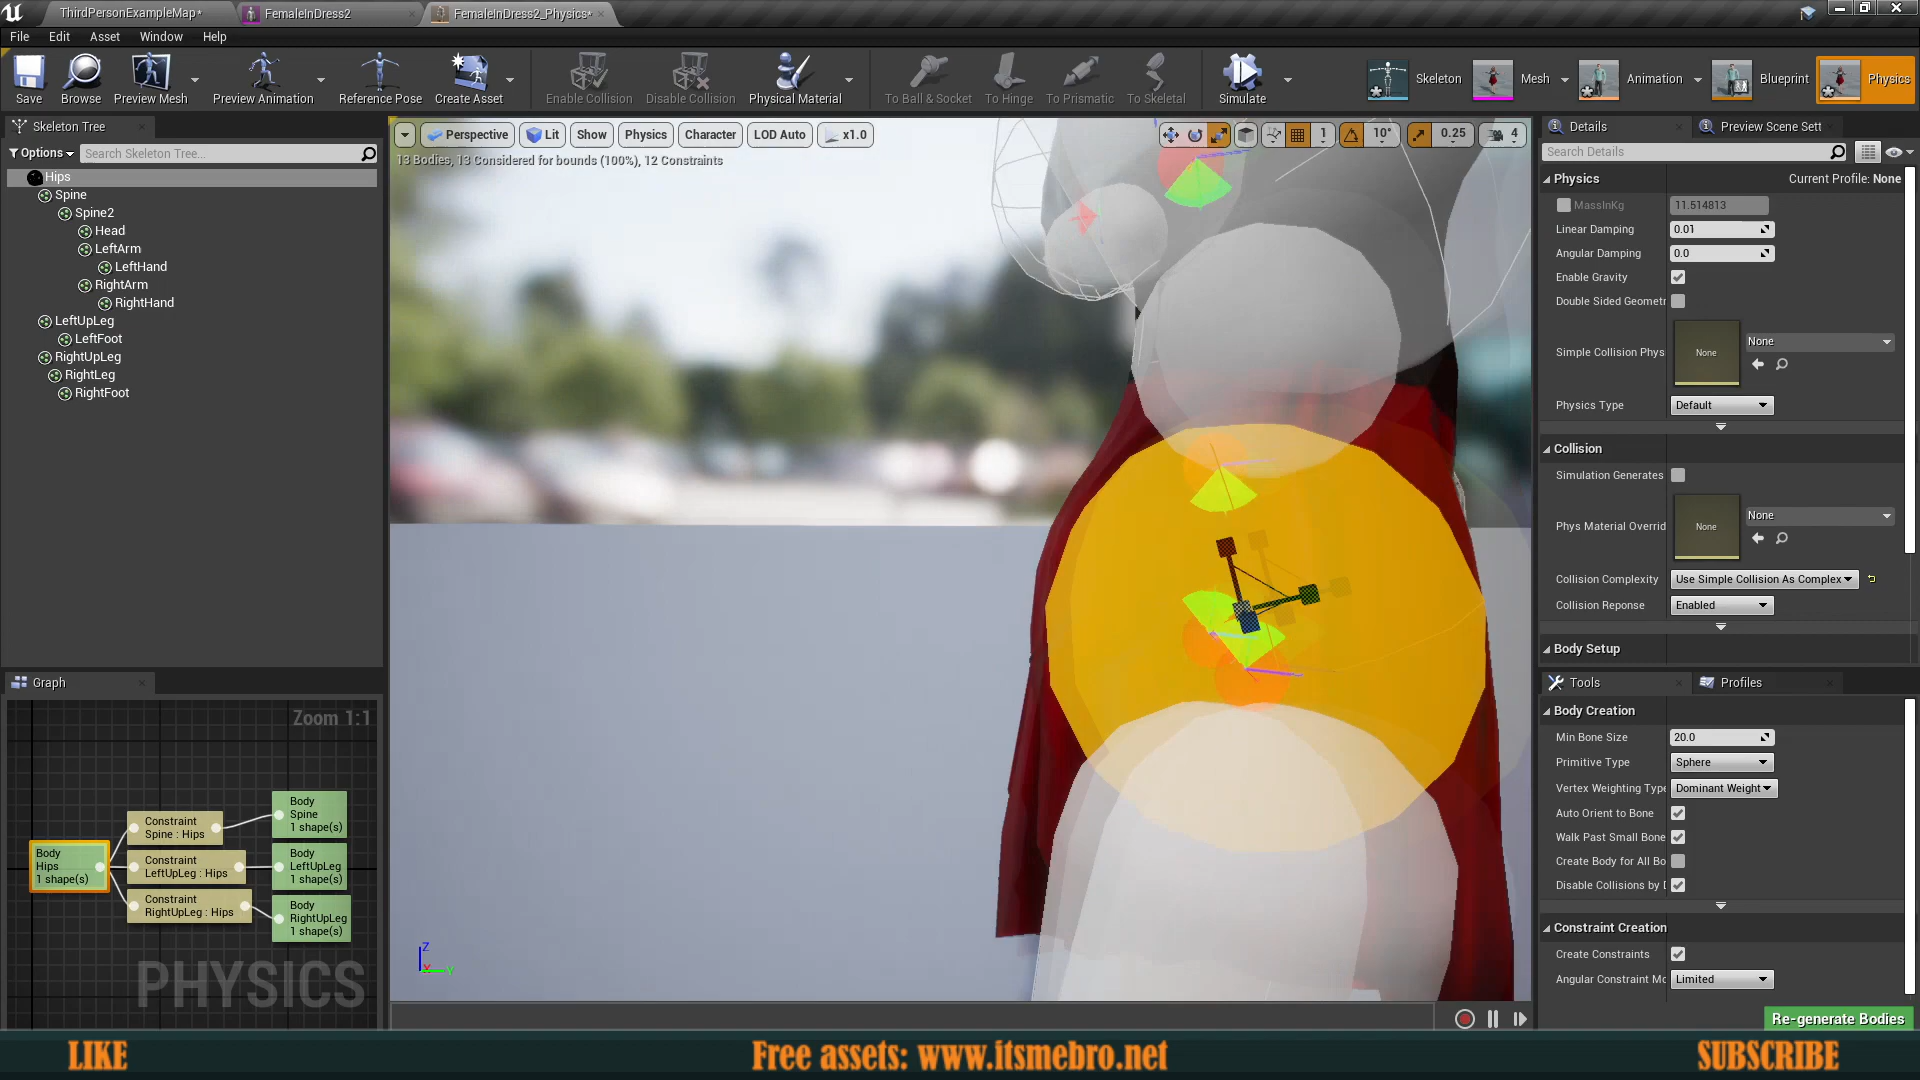 ThirdPersonExampleMap*
FemaleInDress2
FemaleInDress2_Physics*
File Edit Asset Window Help
Save
Browse
Preview Mesh
Preview Animation
Reference Pose
Create Asset
Enable Collision
Disable Collision
Physical Material
To Ball & Socket
To Hinge
To Prismatic
To Skeletal
Simulate
Skeleton
Mesh
Animation
Blueprint
Physics
Skeleton Tree
Options
Search Skeleton Tree...
Hips
Spine
Spine2
Head
LeftArm
LeftHand
RightArm
RightHand
LeftUpLeg
LeftFoot
RightUpLeg
RightLeg
RightFoot
Perspective
Lit
Show
Physics
Character
LOD Auto
x1.0
1
10°
0.25
4
13 Bodies, 13 Considered for bounds (100%), 12 Constraints
Z
X
Y
Graph
Zoom 1:1
Body
Hips
1 shape(s)
Constraint
Spine : Hips
Constraint
LeftUpLeg : Hips
Constraint
RightUpLeg : Hips
Body
Spine
1 shape(s)
Body
LeftUpLeg
1 shape(s)
Body
RightUpLeg
1 shape(s)
PHYSICS
Details
Preview Scene Sett
Search Details
Physics
Current Profile: None
MassInKg 11.514813
Linear Damping 0.01
Angular Damping 0.0
Enable Gravity
Double Sided Geometr
Simple Collision Phys None None
Physics Type Default
Collision
Simulation Generates
Phys Material Overrid None None
Collision Complexity Use Simple Collision As Complex
Collision Reponse Enabled
Body Setup
Tools
Profiles
Body Creation
Min Bone Size 20.0
Primitive Type Sphere
Vertex Weighting Type Dominant Weight
Auto Orient to Bone
Walk Past Small Bone
Create Body for All Bo
Disable Collisions by D
Constraint Creation
Create Constraints
Angular Constraint Mo Limited
Re-generate Bodies
LIKE
Free assets: www.itsmebro.net
SUBSCRIBE